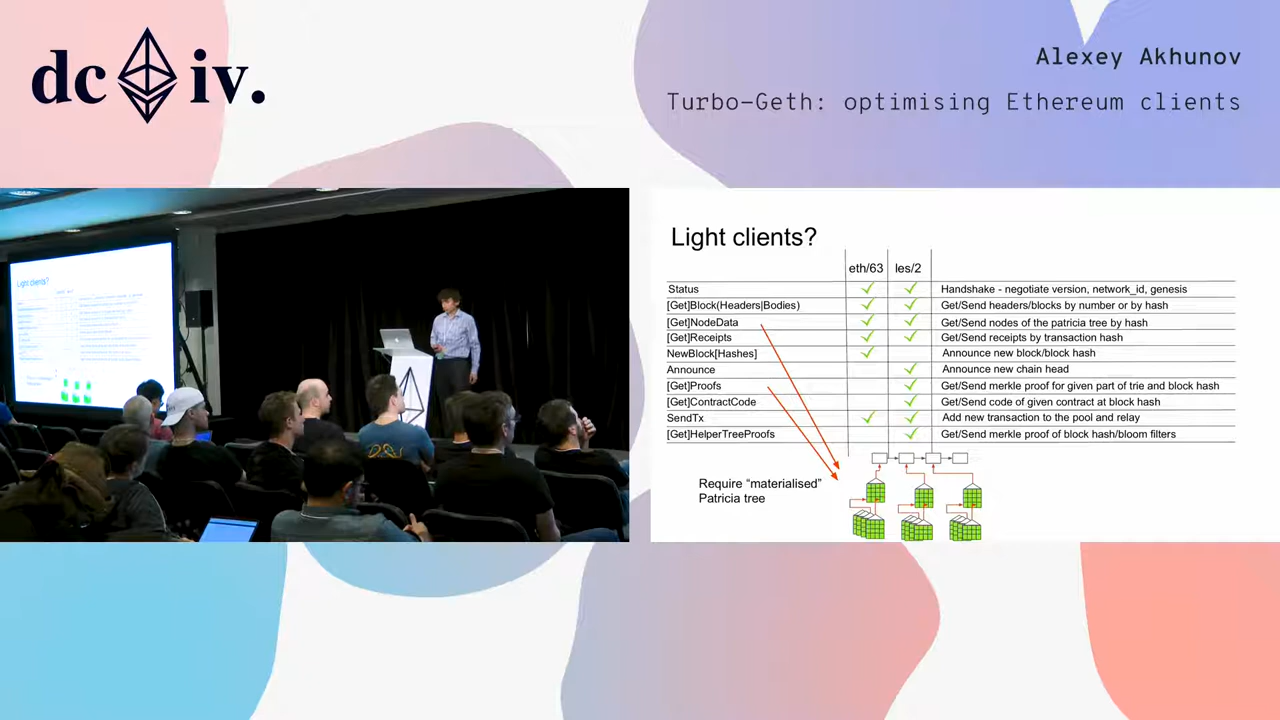 dc iv.
Alexey Akhunov
Turbo-Geth: optimising Ethereum clients
Light clients?
Light clients?
eth/63 les/2
Status Handshake - negotiate version, network_id, genesis
[Get]Block(Headers|Bodies) Get/Send headers/blocks by number or by hash
[Get]NodeData Get/Send nodes of the patricia tree by hash
[Get]Receipts Get/Send receipts by transaction hash
NewBlock[Hashes] Announce new block/block hash
Announce Announce new chain head
[Get]Proofs Get/Send merkle proof for given part of trie and block hash
[Get]ContractCode Get/Send code of given contract at block hash
SendTx Add new transaction to the pool and relay
[Get]HelperTreeProofs Get/Send merkle proof of block hash/bloom filters
Require “materialised”
Patricia tree